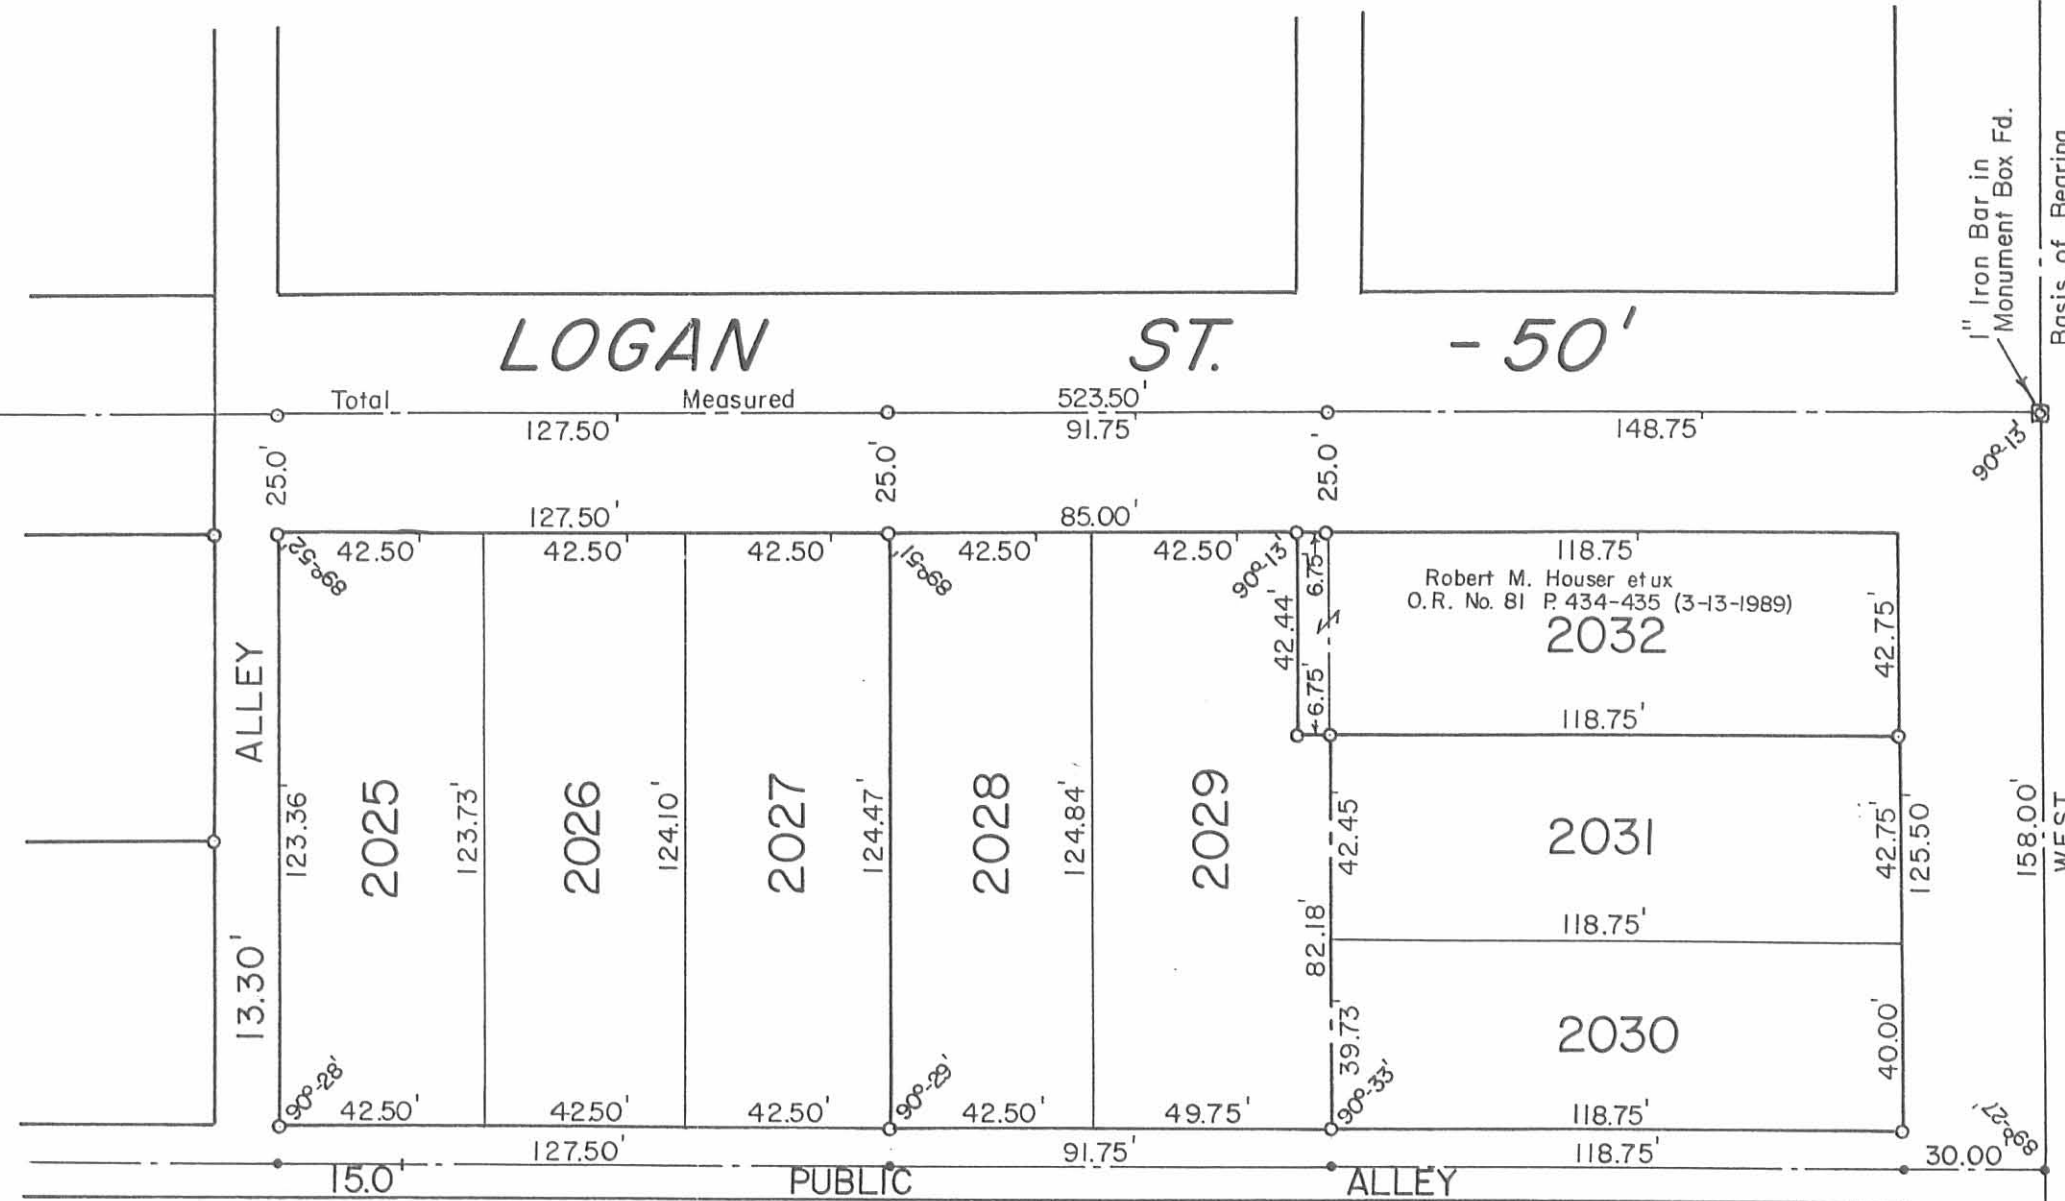 1" Iron Bar in
Monument Box Fd.
Basis of Bearing
LOGAN ST. - 50'
Total Measured 523.50'
127.50' 91.75' 148.75'
90°-13'
25.0' 25.0' 25.0'
127.50' 85.00'
89°-52' 42.50' 42.50' 42.50' 89°-51' 42.50' 42.50' 90°-13' 6.75' 118.75'
Robert M. Houser et ux
O.R. No. 81 P. 434-435 (3-13-1989)
2032
42.44' 42.75'
6.75' 118.75'
ALLEY
13.30'
123.36' 2025 123.73' 2026 124.10' 2027 124.47' 2028 124.84' 2029 42.45' 2031 42.75' 125.50' 158.00' WEST
82.18' 118.75'
39.73' 2030 40.00'
90°-28' 42.50' 42.50' 42.50' 90°-29' 42.50' 49.75' 90°-33' 118.75' 89°-27'
127.50' 91.75' 118.75' 30.00'
15.0' PUBLIC ALLEY